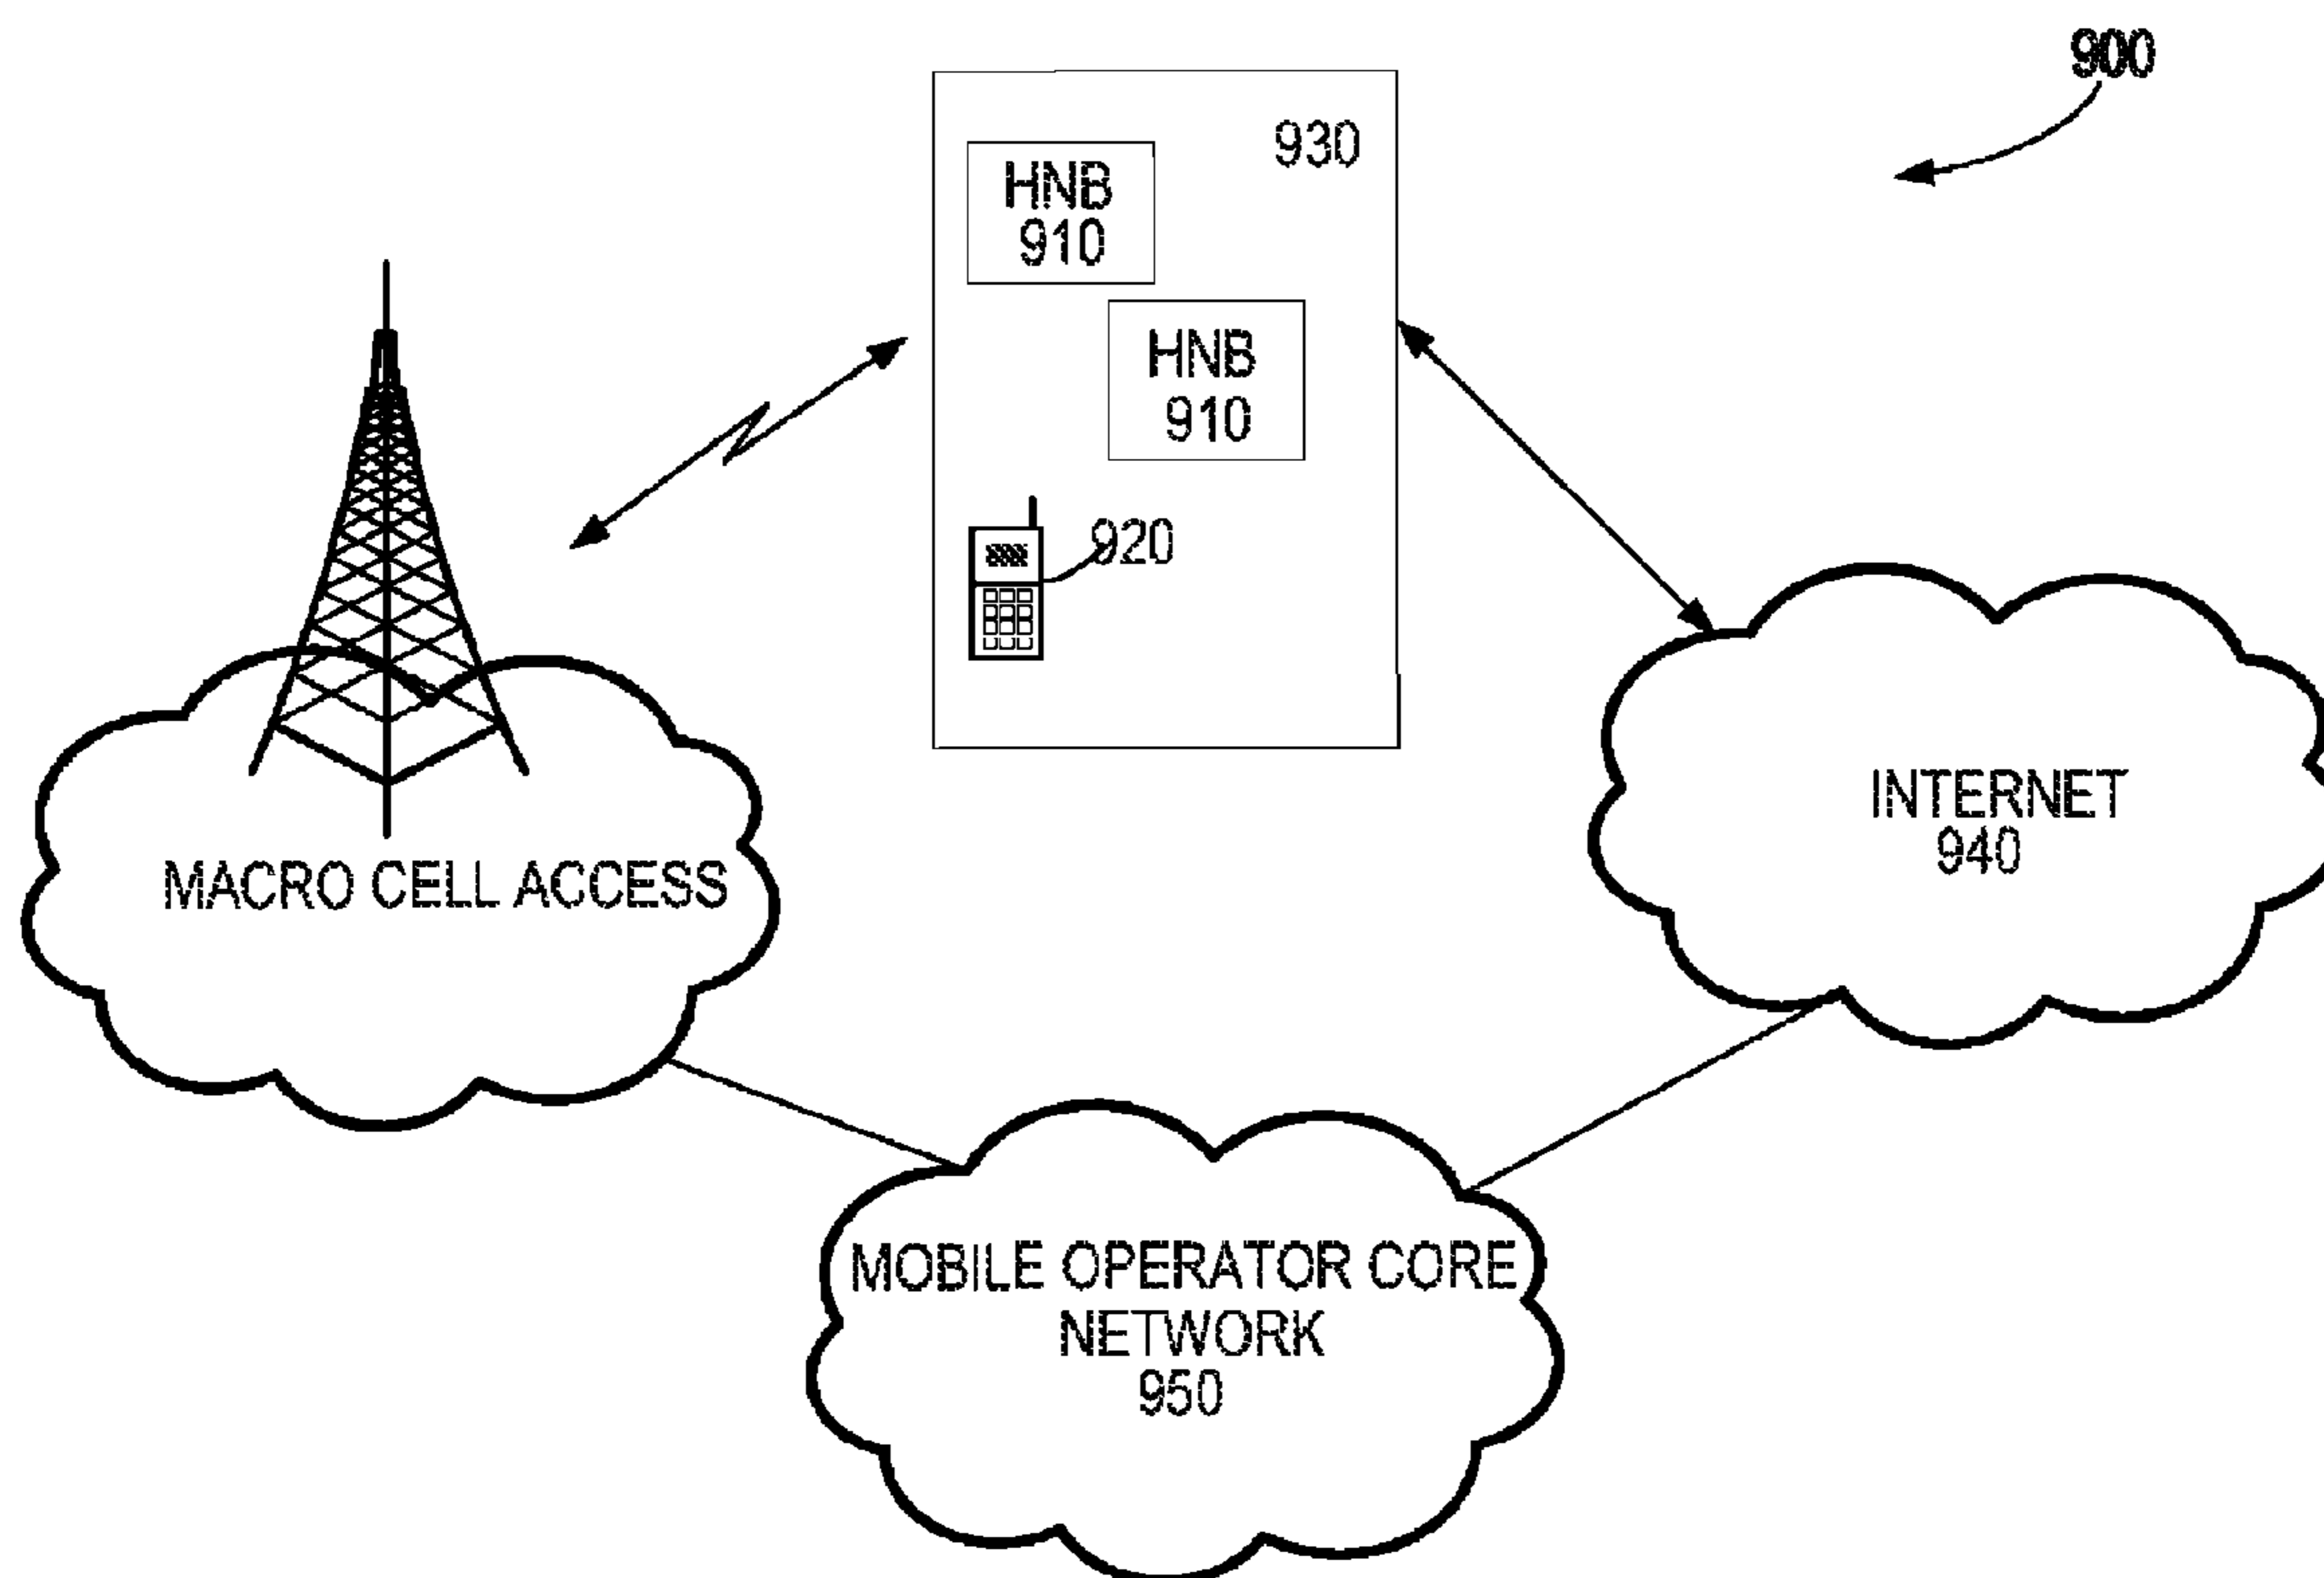 900
930
HNB
910
HNB
910
920
INTERNET
940
MACRO CELL ACCESS
MOBILE OPERATOR CORE
NETWORK
950